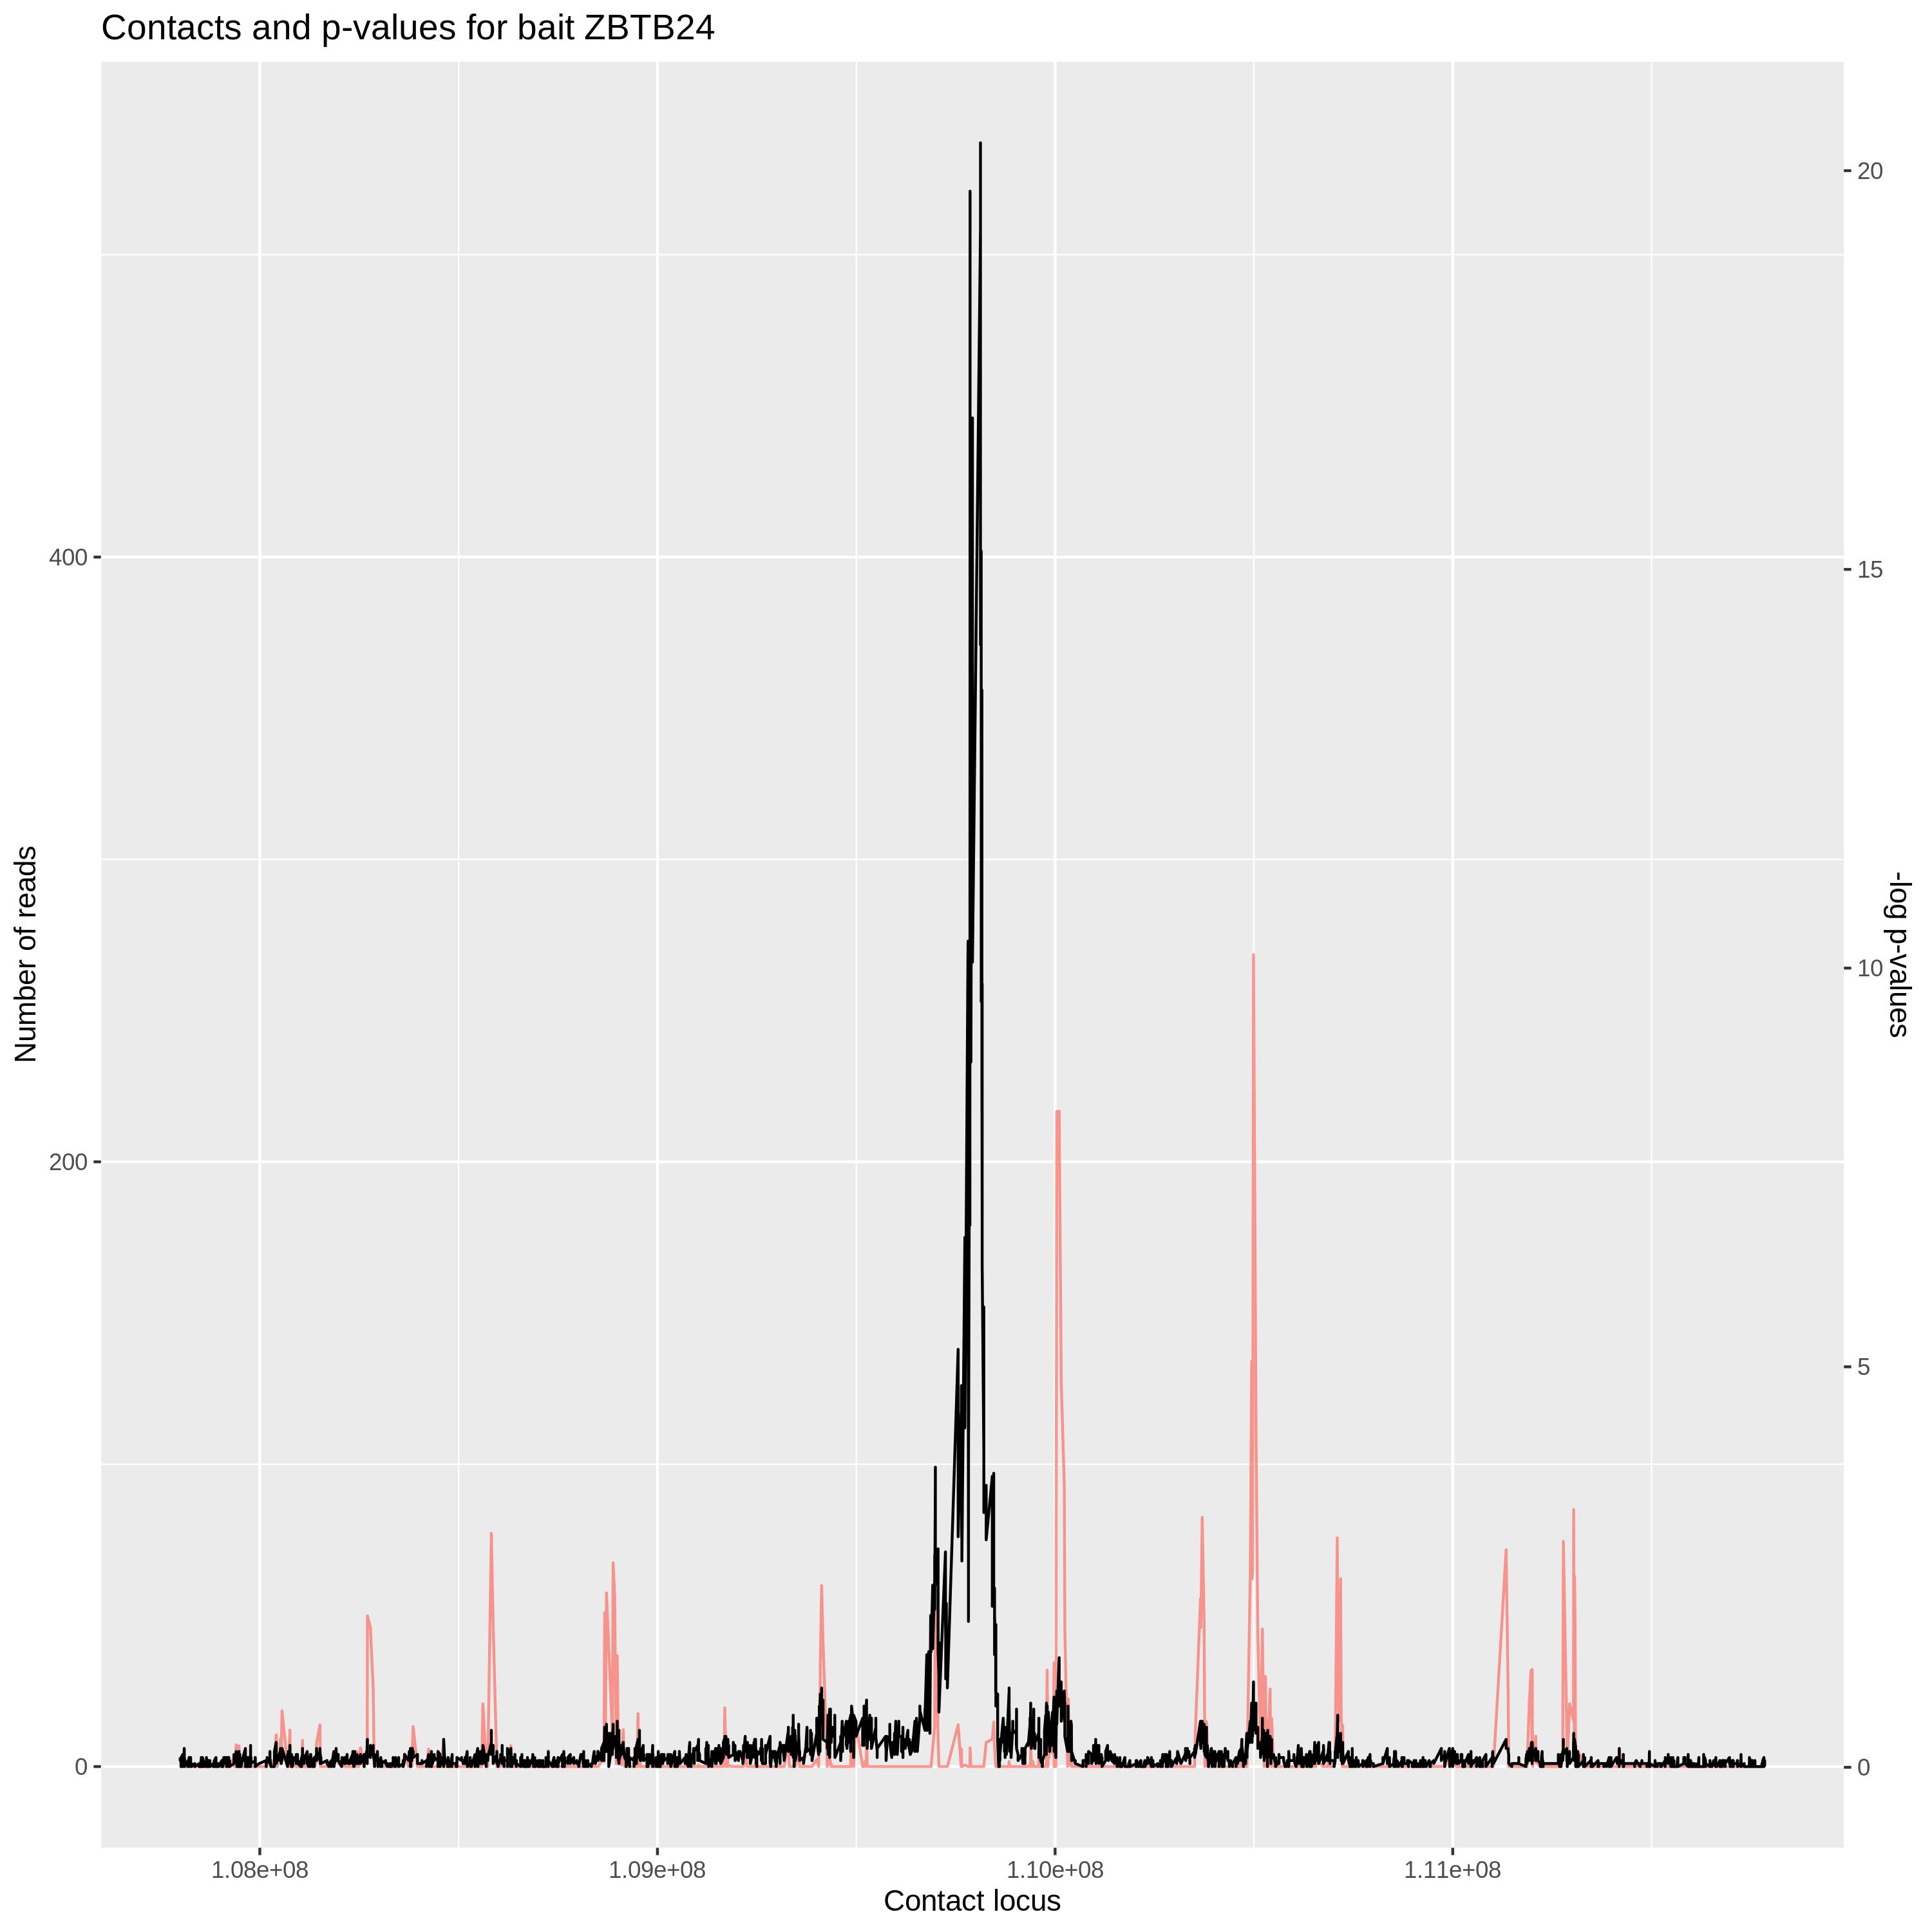 Contacts and p-values for bait ZBTB24
Number of reads
400
200
0
20
15
10
5
0
-log p-values
1.08e+08
1.09e+08
1.10e+08
1.11e+08
Contact locus